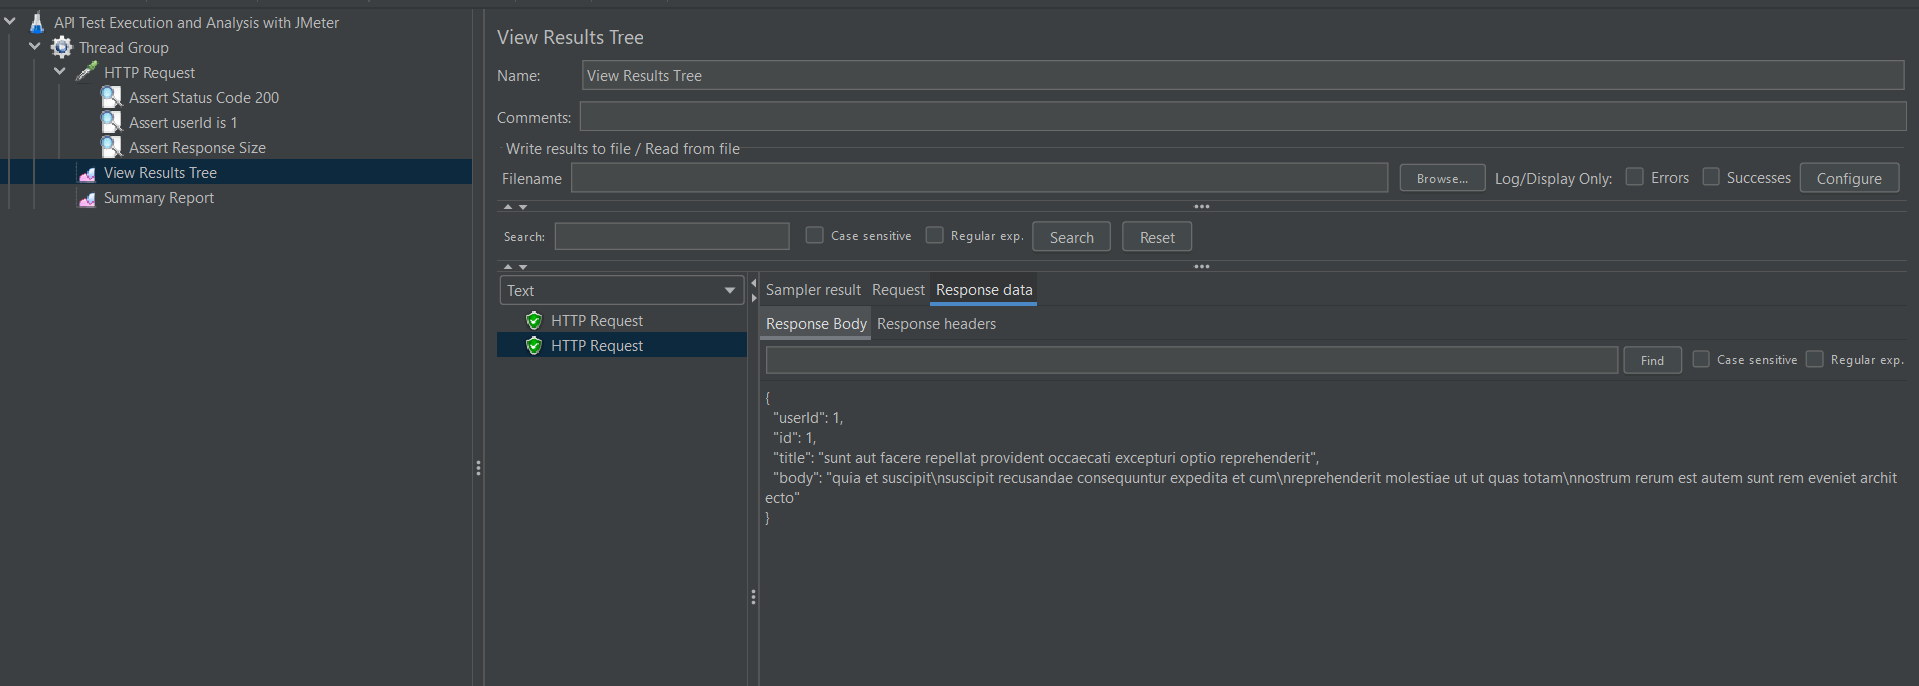 API Test Execution and Analysis with JMeter
Thread Group
HTTP Request
Assert Status Code 200
Assert userId is 1
Assert Response Size
View Results Tree
Summary Report
View Results Tree
Name: View Results Tree
Comments:
Write results to file / Read from file
Filename Browse... Log/Display Only: Errors Successes Configure
Search: Case sensitive Regular exp. Search Reset
Text
HTTP Request
HTTP Request
Sampler result Request Response data
Response Body Response headers
Find Case sensitive Regular exp.
{
"userId": 1,
"id": 1,
"title": "sunt aut facere repellat provident occaecati excepturi optio reprehenderit",
"body": "quia et suscipit\nsuscipit recusandae consequuntur expedita et cum\nreprehenderit molestiae ut ut quas totam\nnostrum rerum est autem sunt rem eveniet archit
ecto"
}